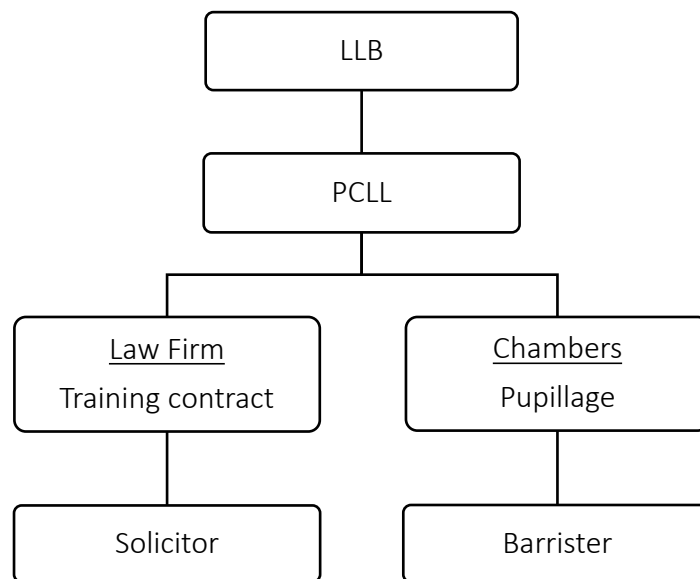 LLB
PCLL
Law Firm
Training contract
Chambers
Pupillage
Solicitor
Barrister